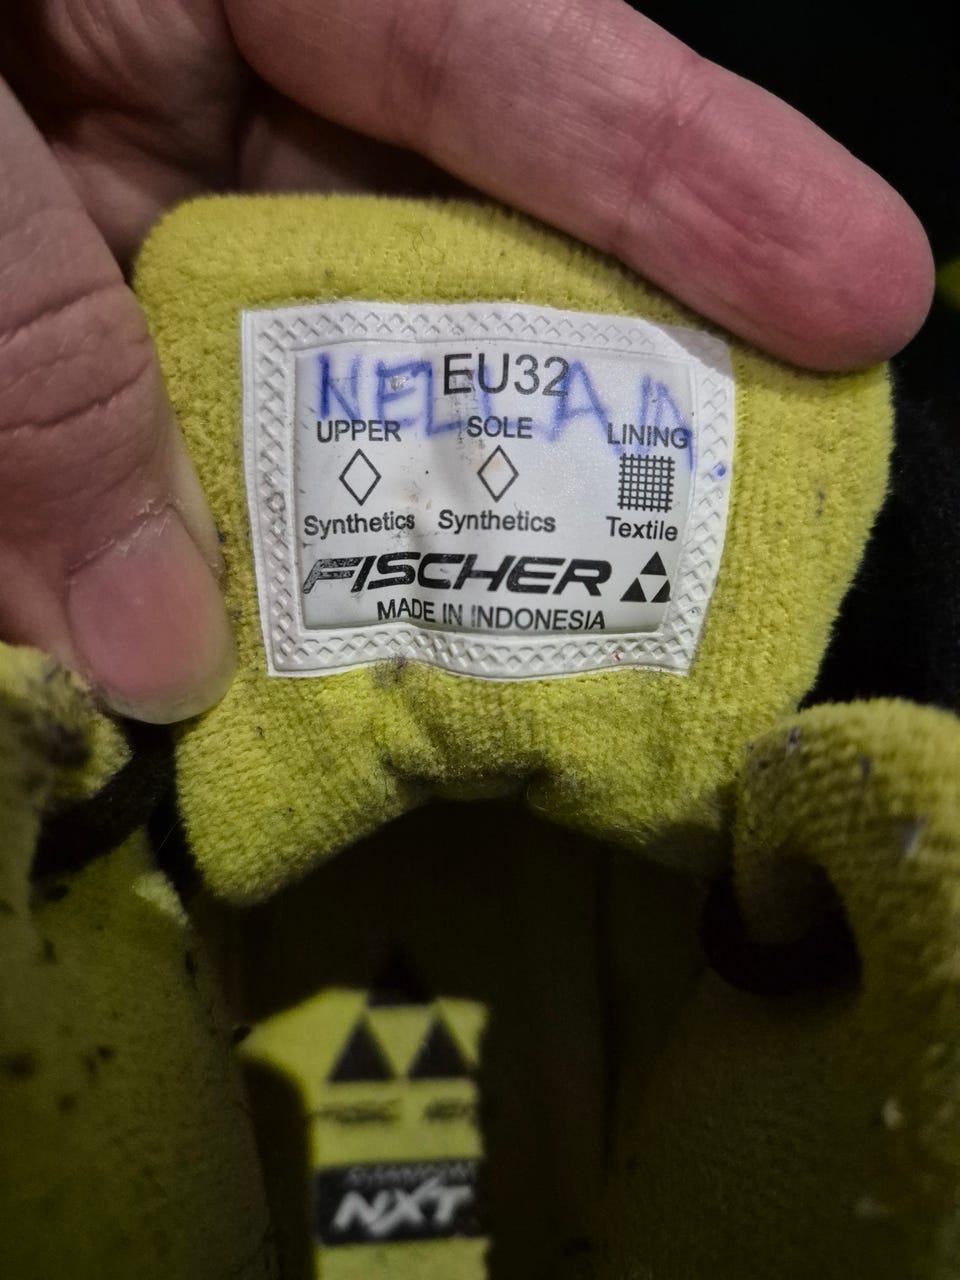 EU32
UPPER SOLE LINING
Synthetics Synthetics Textile
FISCHER
MADE IN INDONESIA
NXT